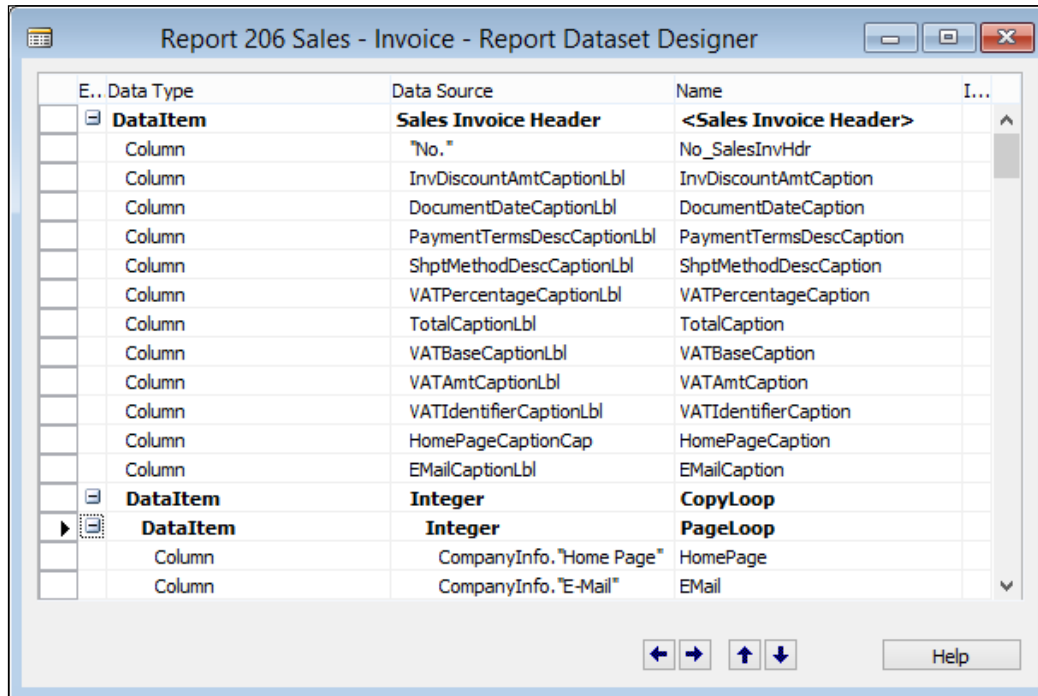 Report 206 Sales - Invoice - Report Dataset Designer
E... Data Type Data Source Name I...
DataItem Sales Invoice Header <Sales Invoice Header>
Column "No." No_SalesInvHdr
Column InvDiscountAmtCaptionLbl InvDiscountAmtCaption
Column DocumentDateCaptionLbl DocumentDateCaption
Column PaymentTermsDescCaptionLbl PaymentTermsDescCaption
Column ShptMethodDescCaptionLbl ShptMethodDescCaption
Column VATPercentageCaptionLbl VATPercentageCaption
Column TotalCaptionLbl TotalCaption
Column VATBaseCaptionLbl VATBaseCaption
Column VATAmtCaptionLbl VATAmtCaption
Column VATIdentifierCaptionLbl VATIdentifierCaption
Column HomePageCaptionCap HomePageCaption
Column EMailCaptionLbl EMailCaption
DataItem Integer CopyLoop
DataItem Integer PageLoop
Column CompanyInfo."Home Page" HomePage
Column CompanyInfo."E-Mail" EMail
Help